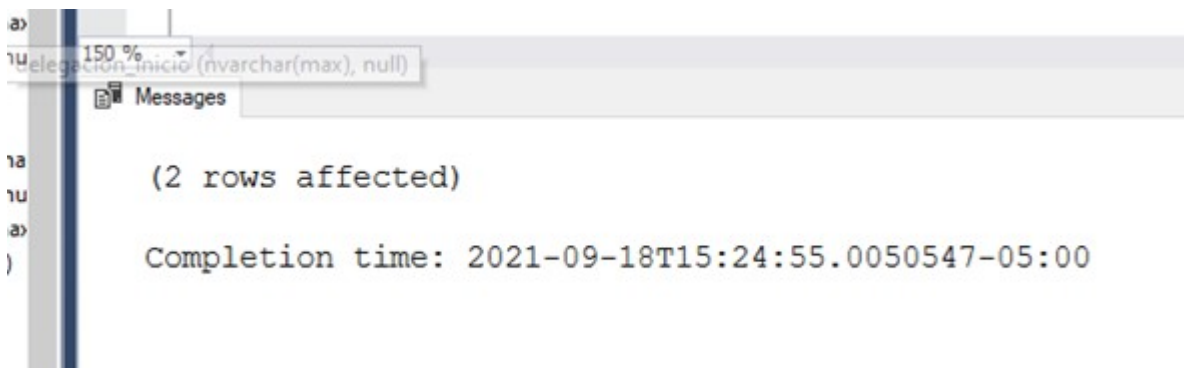 150 %
delegacion_inicio (nvarchar(max), null)
Messages
(2 rows affected)
Completion time: 2021-09-18T15:24:55.0050547-05:00